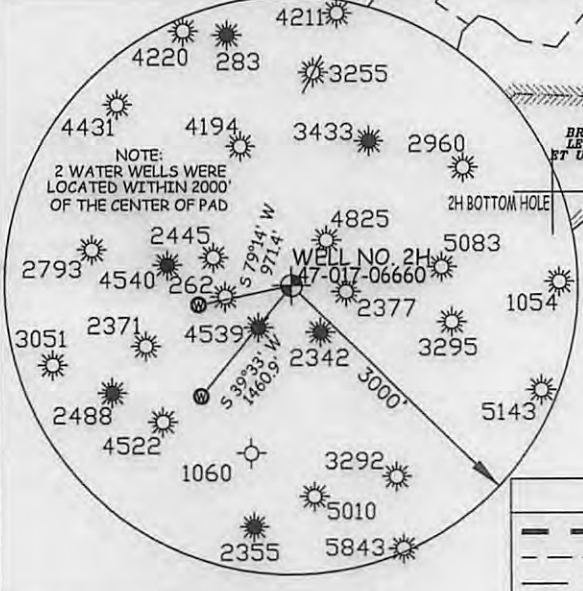 4211
4220
283
3255
4431
4194
3433
2960
NOTE:
2 WATER WELLS WERE
LOCATED WITHIN 2000'
OF THE CENTER OF PAD
BR
LE
ET U
2H BOTTOM HOLE
S 79°14' W
971.4'
4825
WELL NO. 2H
47-017-06660
2445
2793
4540
262
5083
1054
2377
W
3051
2371
4539
2342
3295
S 39°33' W
1460.9'
3000'
W
2488
4522
5143
1060
3292
5010
2355
5843